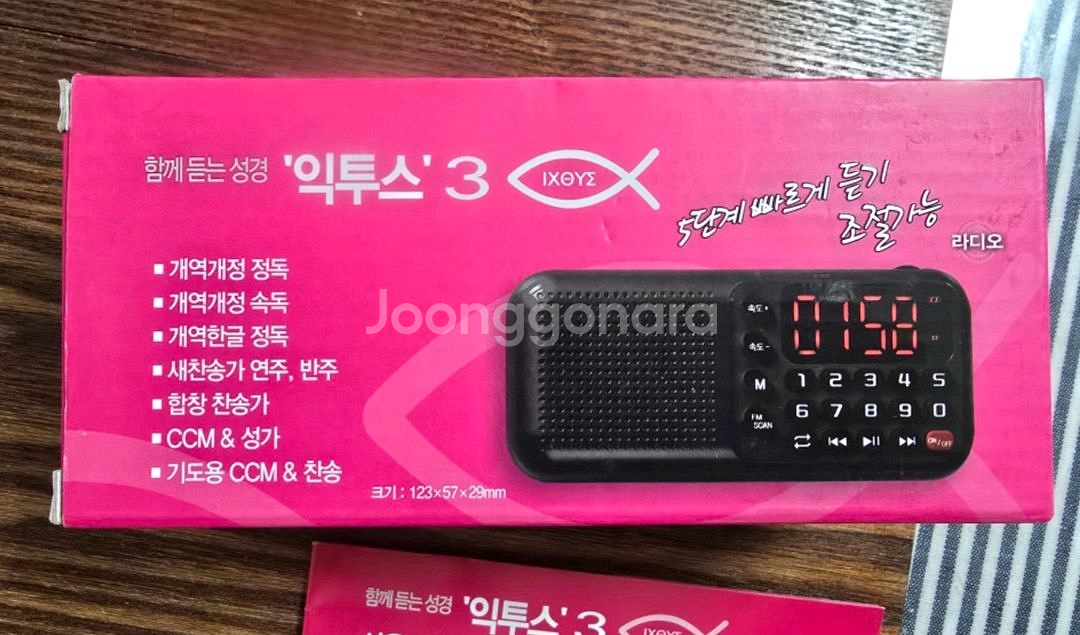 함께 듣는 성경 '익투스' 3 ΙΧΘΥΣ
5단계 빠르게 듣기
조절가능
라디오
■ 개역개정 정독
■ 개역개정 속독
■ 개역한글 정독
■ 새찬송가 연주, 반주
■ 합창 찬송가
■ CCM & 성가
■ 기도용 CCM & 찬송
크기 : 123×57×29mm
Joonggonara
속도+
0158
속도-
M 1 2 3 4 5
FM SCAN 6 7 8 9 0
ON/OFF
함께 듣는 성경 '익투스' 3 ΙΧΘΥΣ